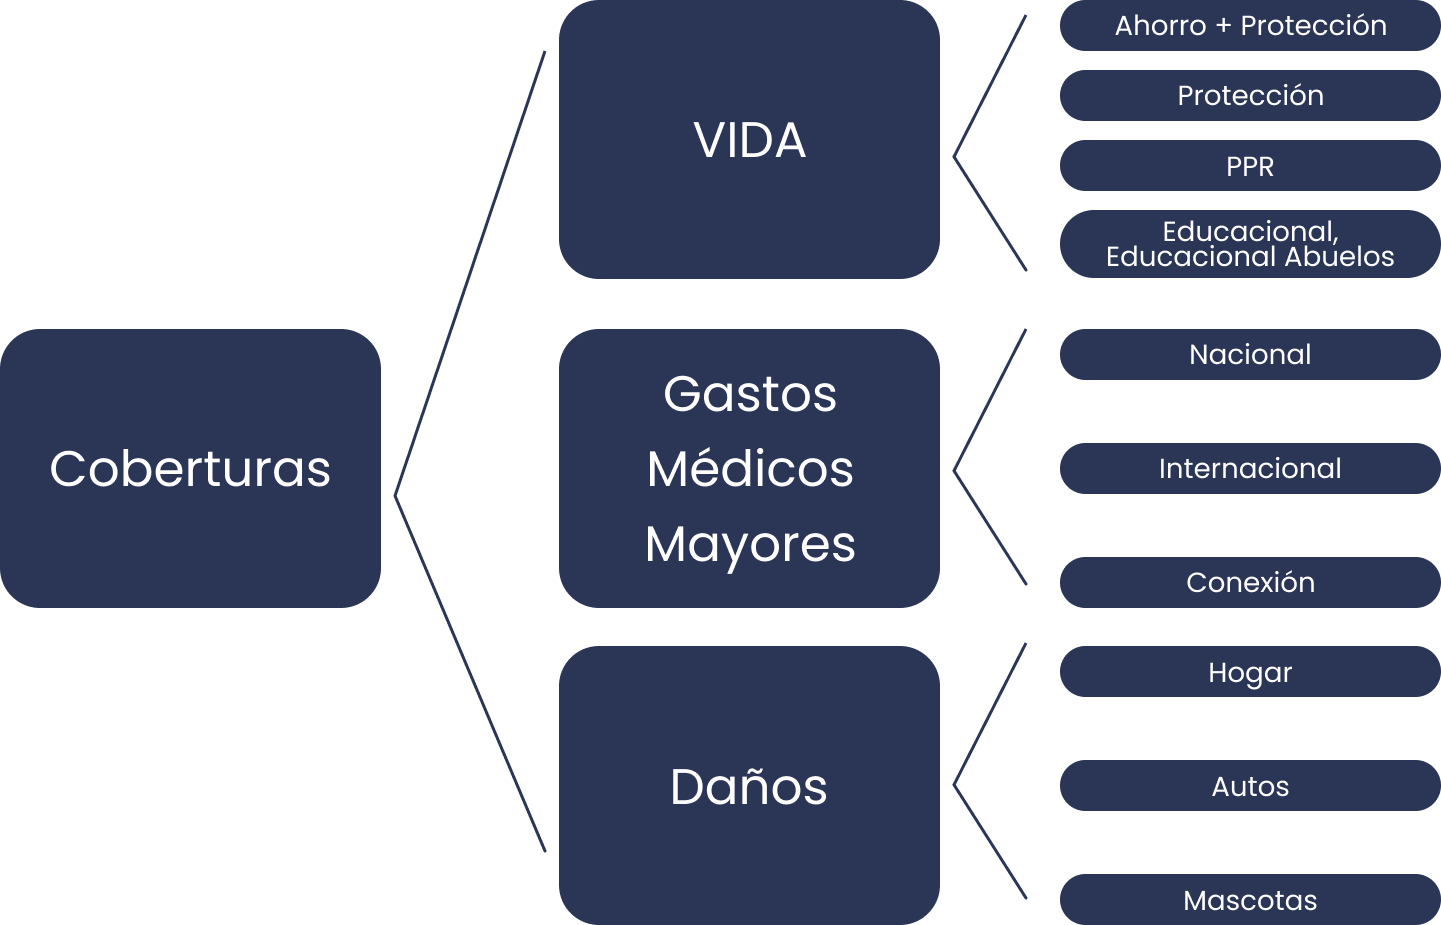 Coberturas
VIDA
Ahorro + Protección
Protección
PPR
Educacional,
Educacional Abuelos
Gastos
Médicos
Mayores
Nacional
Internacional
Conexión
Daños
Hogar
Autos
Mascotas